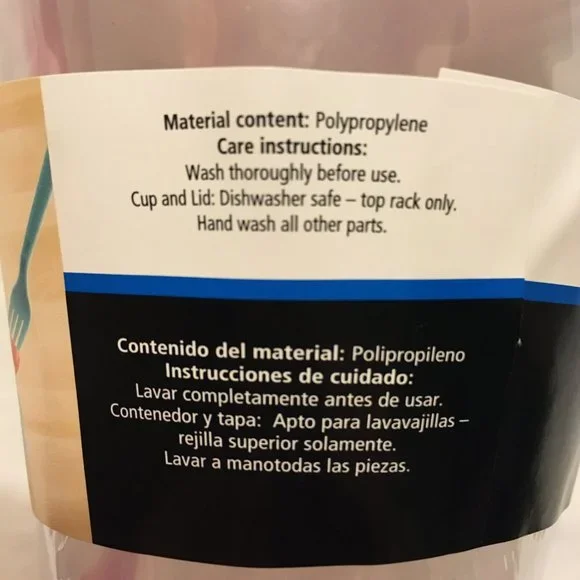 Material content: Polypropylene
Care instructions:
Wash thoroughly before use.
Cup and Lid: Dishwasher safe – top rack only.
Hand wash all other parts.
Contenido del material: Polipropileno
Instrucciones de cuidado:
Lavar completamente antes de usar.
Contenedor y tapa: Apto para lavavajillas –
rejilla superior solamente.
Lavar a manotodas las piezas.